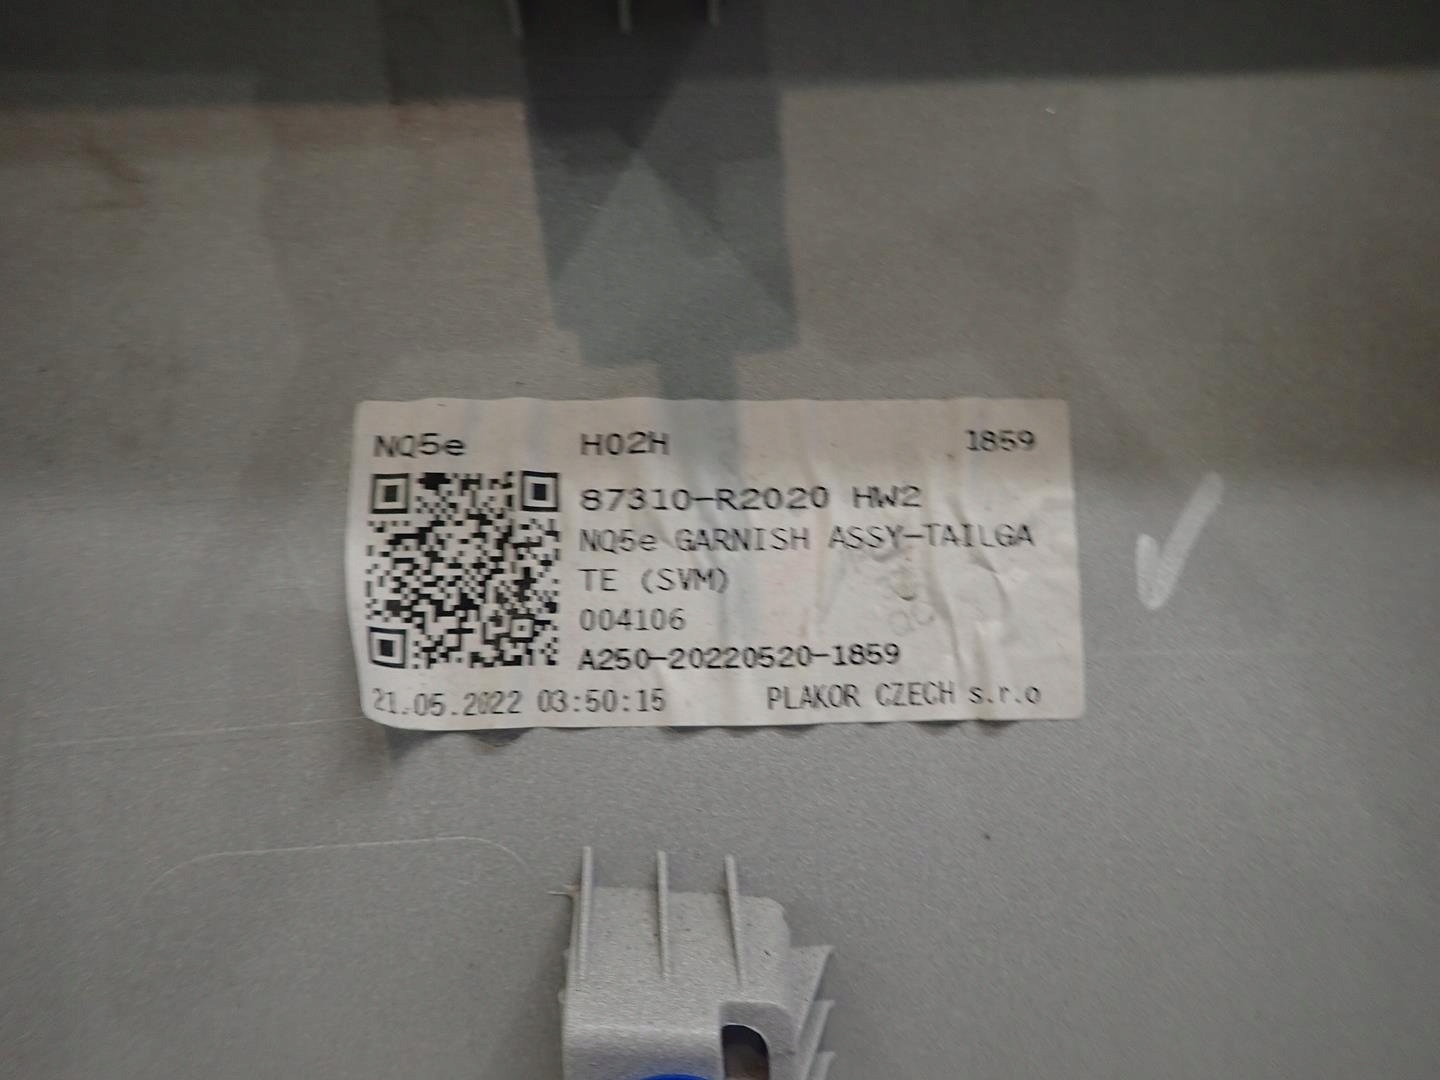 NQ5e H02H 1859
87310-R2020 HW2
NQ5e GARNISH ASSY-TAILGA
TE (SVM)
004106
A250-20220520-1859
21.05.2022 03:50:15 PLAKOR CZECH s.r.o